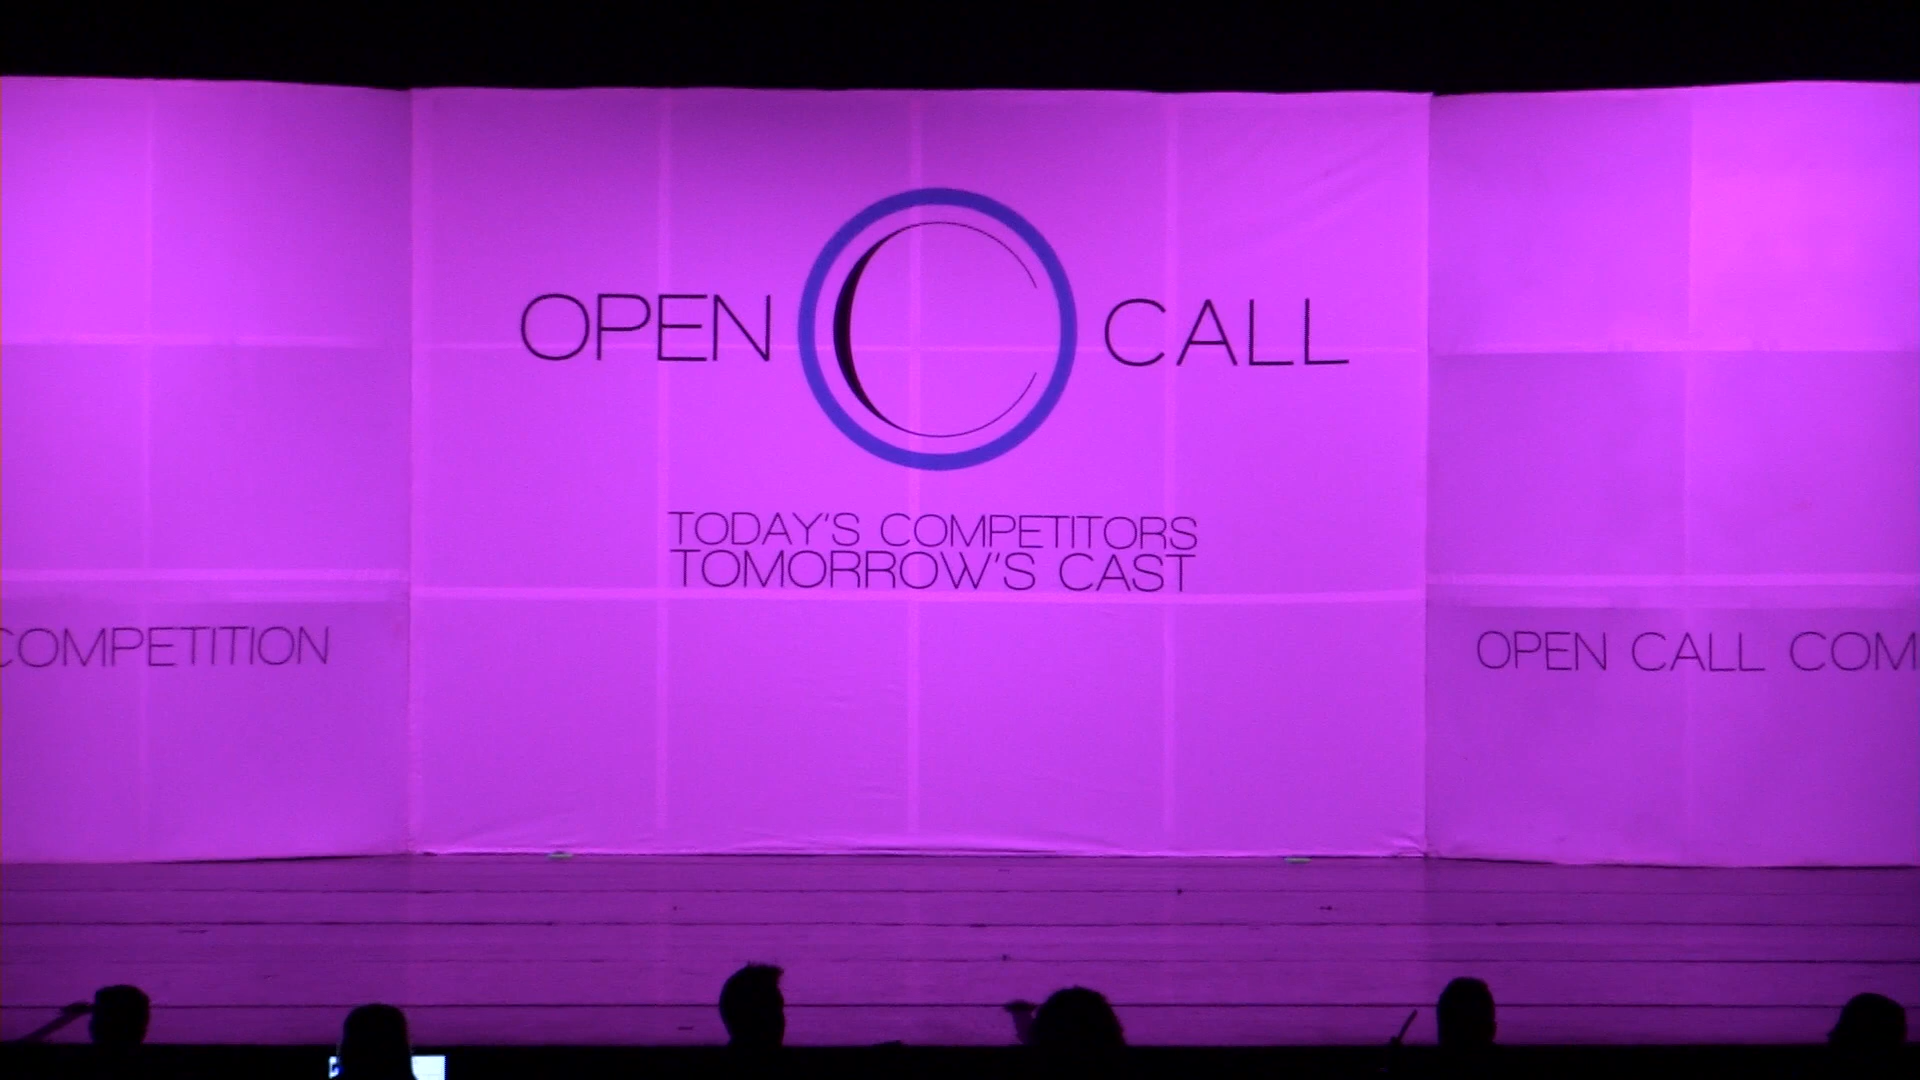 OPEN C CALL
TODAY'S COMPETITORS
TOMORROW'S CAST
COMPETITION
OPEN CALL COM